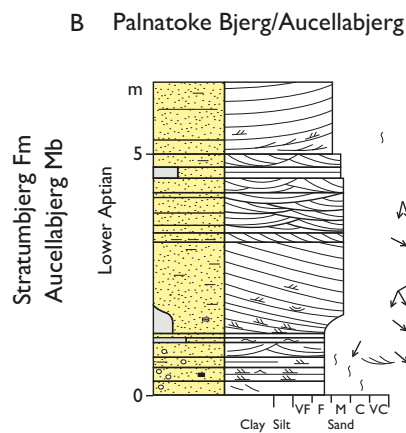 B Palnatoke Bjerg/Aucellabjerg
m
Stratumbjerg Fm
Aucellabjerg Mb
Lower Aptian
5
0
VF F M C VC
Clay Silt Sand